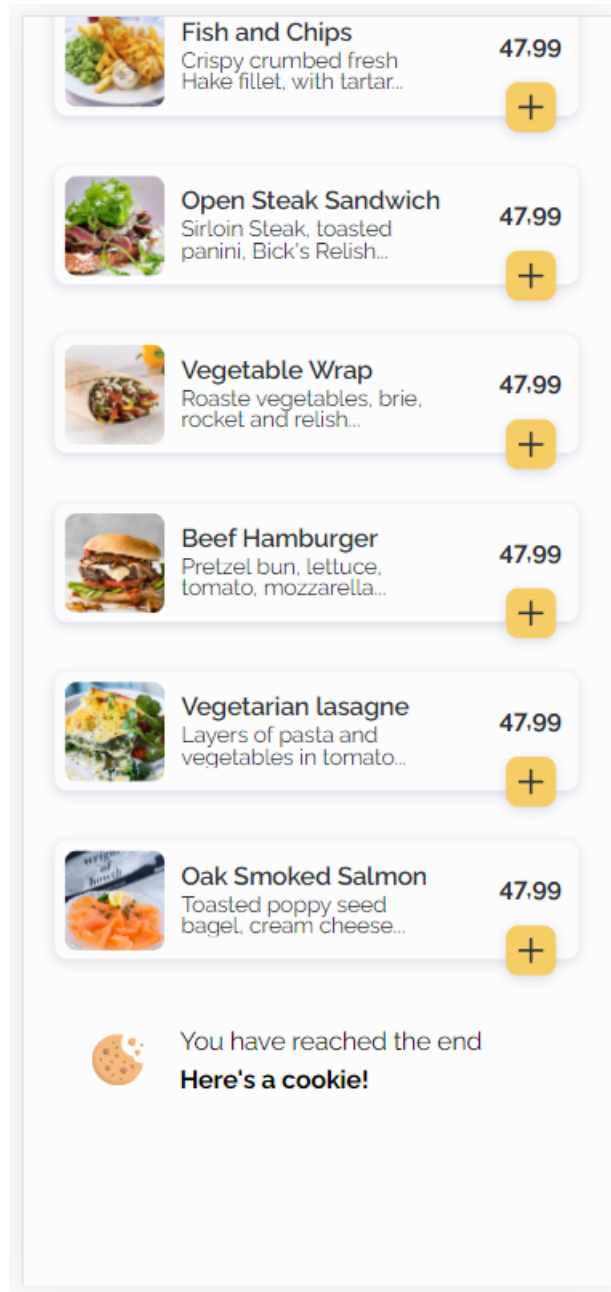 Fish and Chips
47,99
Crispy crumbed fresh
Hake fillet, with tartar...
+
Open Steak Sandwich
47,99
Sirloin Steak, toasted
panini, Bick's Relish...
+
Vegetable Wrap
47,99
Roaste vegetables, brie,
rocket and relish...
+
Beef Hamburger
47,99
Pretzel bun, lettuce,
tomato, mozzarella...
+
Vegetarian lasagne
47,99
Layers of pasta and
vegetables in tomato...
+
wright
of
howth
Oak Smoked Salmon
47,99
Toasted poppy seed
bagel, cream cheese...
+
You have reached the end
Here's a cookie!